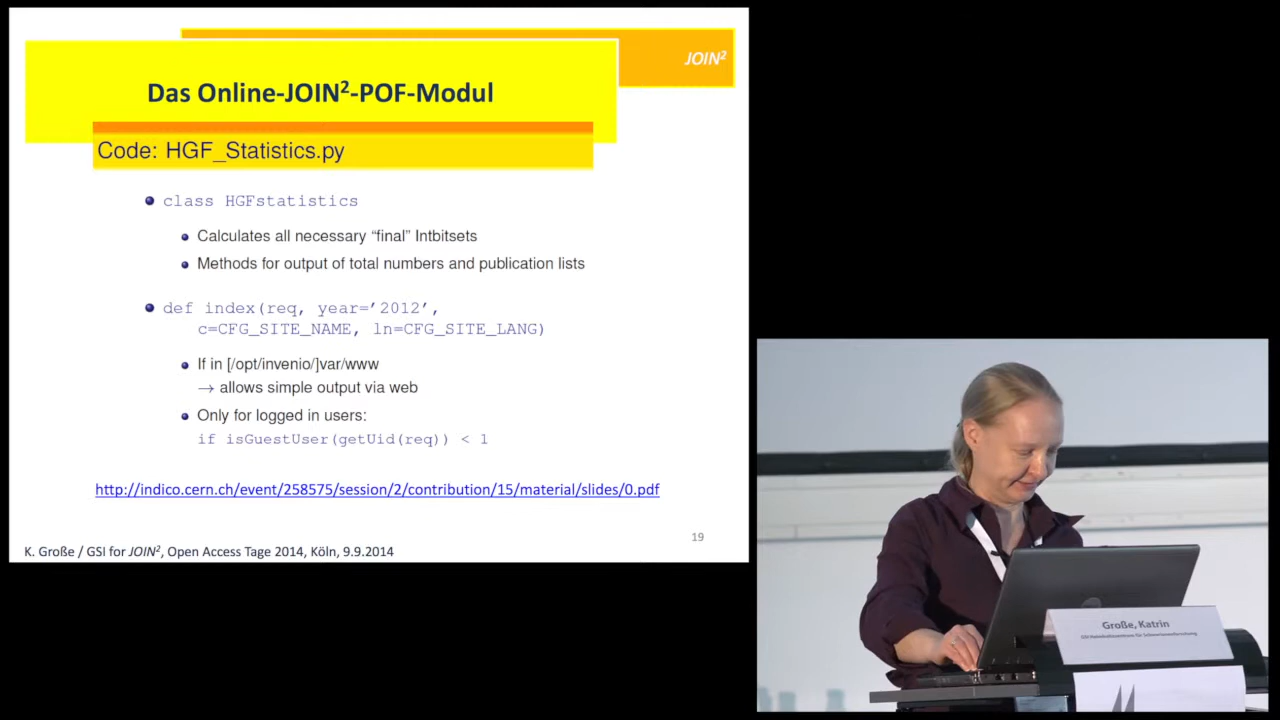 JOIN²
Das Online-JOIN²-POF-Modul
Code: HGF_Statistics.py
class HGFstatistics
Calculates all necessary “final” Intbitsets
Methods for output of total numbers and publication lists
def index(req, year=’2012’,
c=CFG_SITE_NAME, ln=CFG_SITE_LANG)
If in [/opt/invenio/]var/www
→ allows simple output via web
Only for logged in users:
if isGuestUser(getUid(req)) < 1
http://indico.cern.ch/event/258575/session/2/contribution/15/material/slides/0.pdf
19
K. Große / GSI for JOIN², Open Access Tage 2014, Köln, 9.9.2014
Große, Katrin
GSI Helmholtzzentrum für Schwerionenforschung